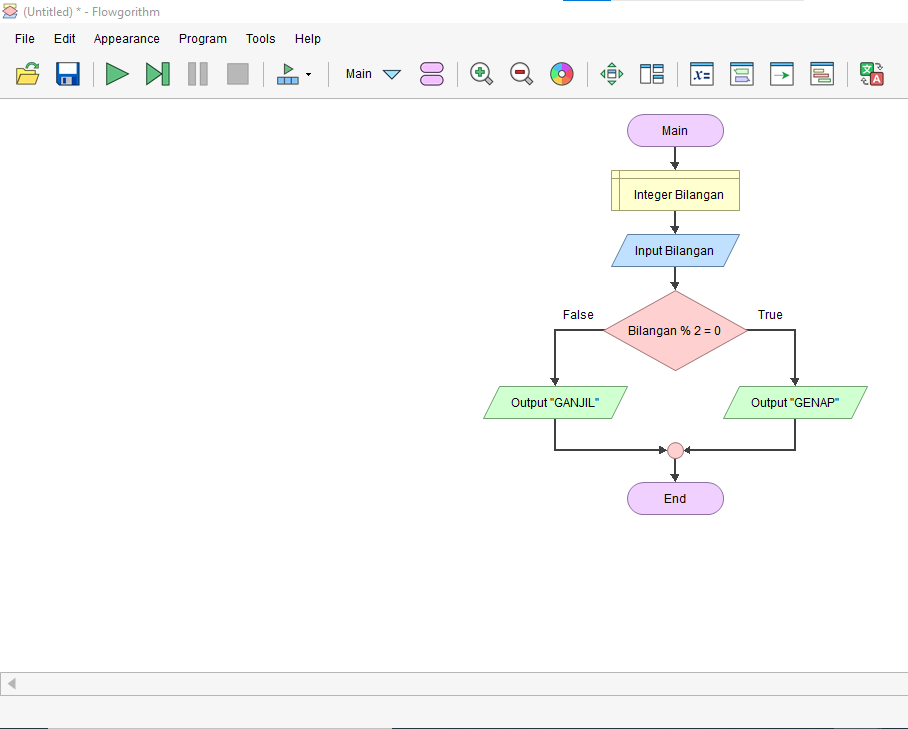 (Untitled) * - Flowgorithm
File Edit Appearance Program Tools Help
Main
x=
文
A
Main
Integer Bilangan
Input Bilangan
False
True
Bilangan % 2 = 0
Output "GANJIL"
Output "GENAP"
End